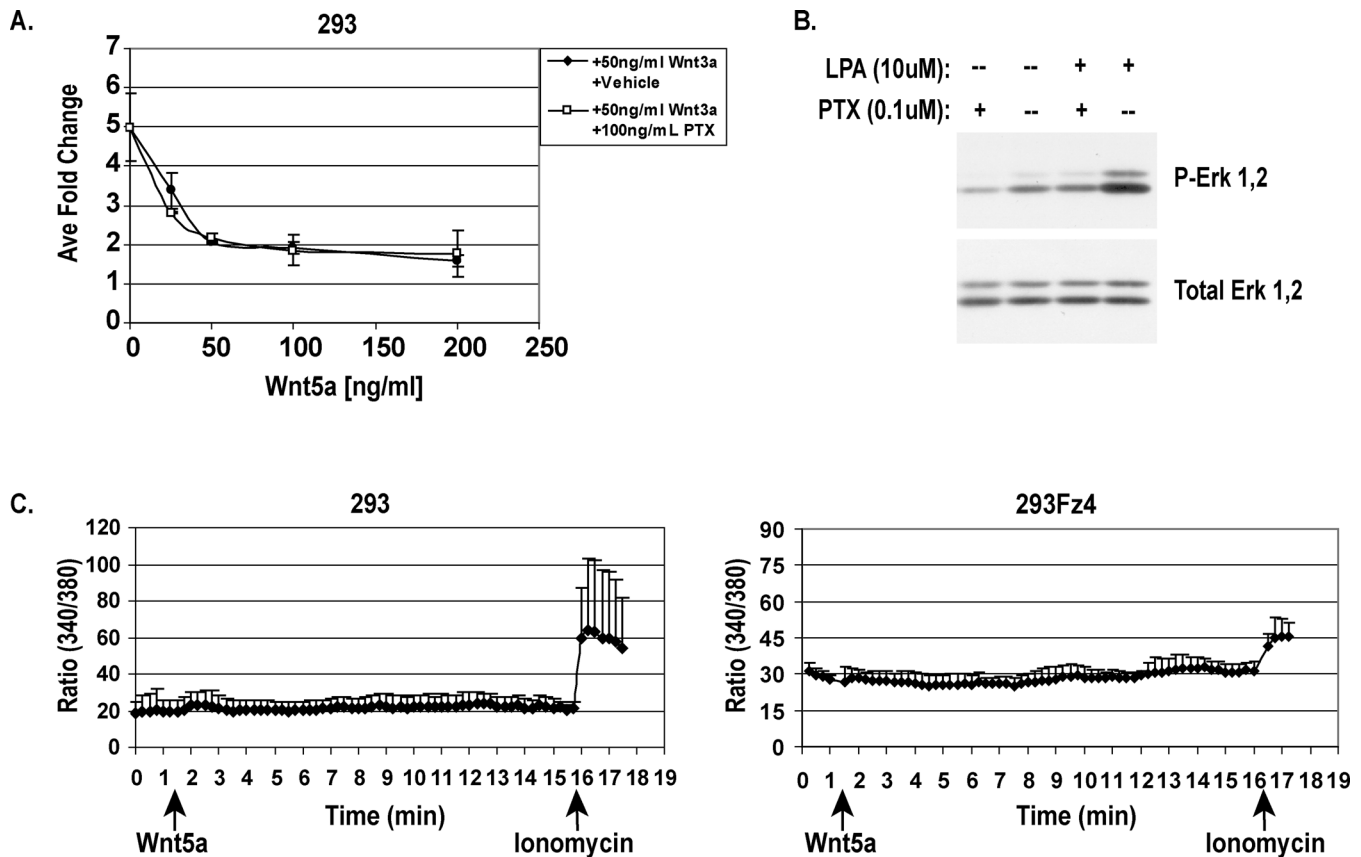 A.
293
7
6
5
4
3
2
1
0
Ave Fold Change
0 50 100 150 200 250
Wnt5a [ng/ml]
+50ng/ml Wnt3a
+Vehicle
+50ng/ml Wnt3a
+100ng/mL PTX
B.
LPA (10uM): -- -- + +
PTX (0.1uM): + -- + --
P-Erk 1,2
Total Erk 1,2
C.
293
120
100
80
60
40
20
0
Ratio (340/380)
0 1 2 3 4 5 6 7 8 9 10 11 12 13 14 15 16 17 18 19
Time (min)
Wnt5a
Ionomycin
293Fz4
90
75
60
45
30
15
0
Ratio (340/380)
0 1 2 3 4 5 6 7 8 9 10 11 12 13 14 15 16 17 18 19
Time (min)
Wnt5a
Ionomycin